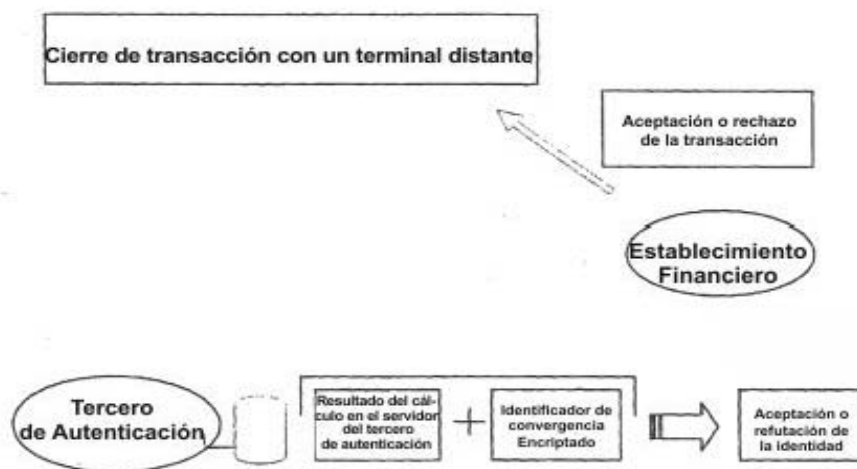 Cierre de transacción con un terminal distante
Aceptación o rechazo
de la transacción
Establecimiento
Financiero
Tercero
de Autenticación
Resultado del cál-
culo en el servidor
del tercero
de autenticación
Identificador de
convergencia
Encriptado
Aceptación o
refutación de
la identidad